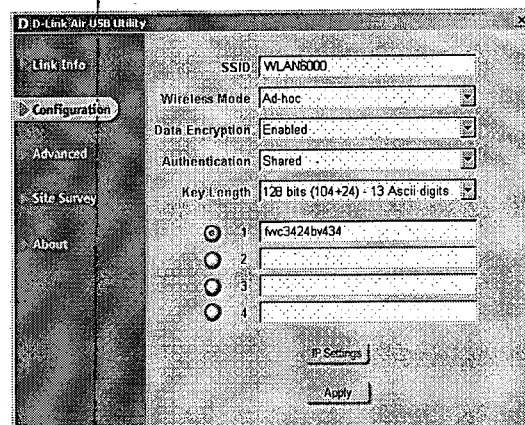 D D-Link Air USB Utility
Link Info
Configuration
Advanced
Site Survey
About
SSID WLAN6000
Wireless Mode Ad-hoc
Data Encryption Enabled
Authentication Shared
Key Length 128 bits (104+24) - 13 Ascii digits
1 fwc3424bv434
2
3
4
IP Settings
Apply